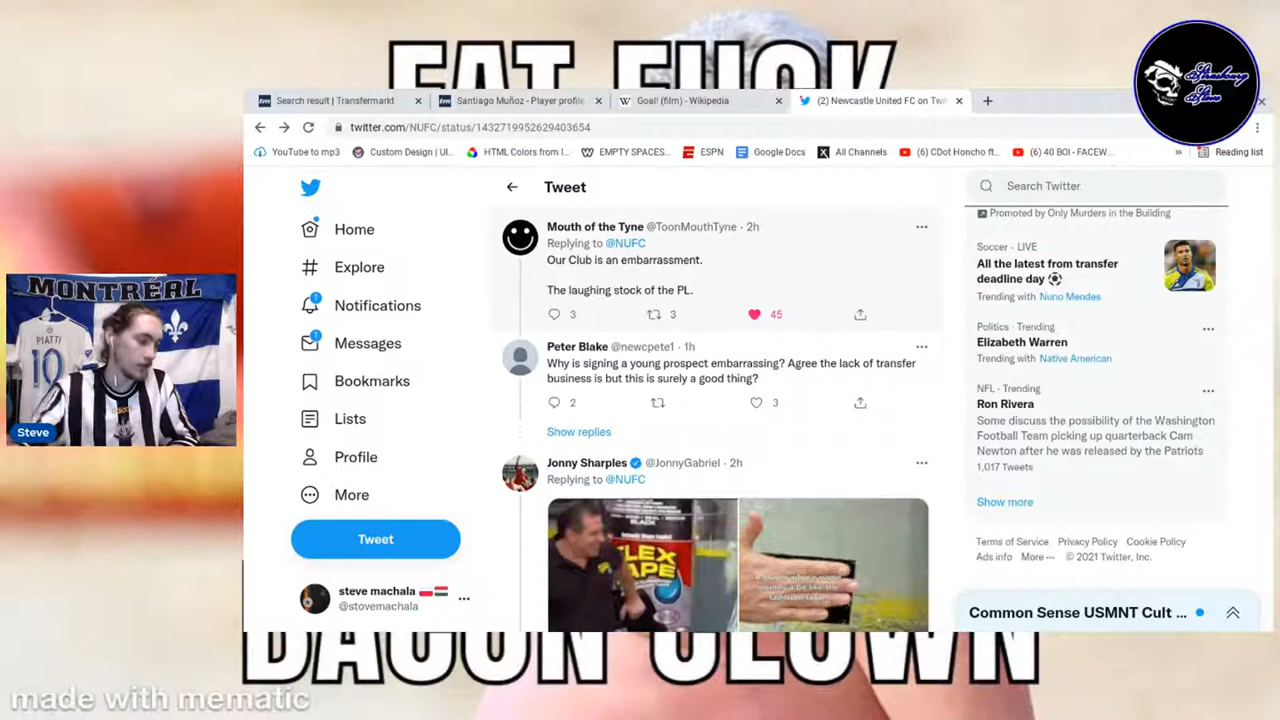 FAT FUCK
Strasbourg
Slove
Search result | Transfermarkt
Santiago Muñoz - Player profile
Goal! (film) - Wikipedia
(2) Newcastle United FC on Twi
twitter.com/NUFC/status/1432719952629403654
YouTube to mp3
Custom Design | Ul...
HTML Colors from I...
EMPTY SPACES...
ESPN
Google Docs
All Channels
(6) CDot Honcho ft...
(6) 40 BOI - FACEW...
Reading list
Home
Explore
Notifications
1
Messages
1
Bookmarks
Lists
Profile
More
Tweet
steve machala
@stovemachala
Tweet
Mouth of the Tyne @ToonMouthTyne · 2h
Replying to @NUFC
Our Club is an embarrassment.
The laughing stock of the PL.
3 3 45
Peter Blake @newcpete1 · 1h
Why is signing a young prospect embarrassing? Agree the lack of transfer
business is but this is surely a good thing?
2 3
Show replies
Jonny Sharples @JonnyGabriel · 2h
Replying to @NUFC
BLACK
FLEX
TAPE
Search Twitter
Promoted by Only Murders in the Building
Soccer · LIVE
All the latest from transfer
deadline day
Trending with Nuno Mendes
Politics · Trending
Elizabeth Warren
Trending with Native American
NFL · Trending
Ron Rivera
Some discuss the possibility of the Washington
Football Team picking up quarterback Cam
Newton after he was released by the Patriots
1,017 Tweets
Show more
Terms of Service Privacy Policy Cookie Policy
Ads info More ··· © 2021 Twitter, Inc.
Common Sense USMNT Cult ...
MONTRÉAL
PIATTI
10
Steve
BACON CLOWN
made with mematic